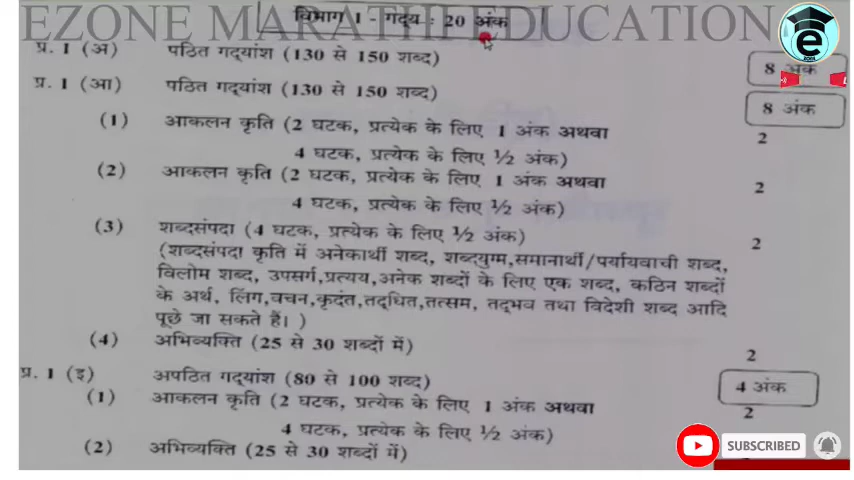 EZONE MARATHI EDUCATION
विभाग 1 - गद्‌य : 20 अंक
प्र. 1 (अ) पठित गद्‌यांश (130 से 150 शब्द) 8 अंक
प्र. 1 (आ) पठित गद्‌यांश (130 से 150 शब्द) 8 अंक
(1) आकलन कृति (2 घटक, प्रत्येक के लिए 1 अंक अथवा 2
4 घटक, प्रत्येक के लिए ½ अंक)
(2) आकलन कृति (2 घटक, प्रत्येक के लिए 1 अंक अथवा 2
4 घटक, प्रत्येक के लिए ½ अंक)
(3) शब्दसंपदा (4 घटक, प्रत्येक के लिए ½ अंक) 2
(शब्दसंपदा कृति में अनेकार्थी शब्द, शब्दयुग्म,समानार्थी/पर्यायवाची शब्द,
विलोम शब्द, उपसर्ग,प्रत्यय,अनेक शब्दों के लिए एक शब्द, कठिन शब्दों
के अर्थ, लिंग,वचन,कृदंत,तद्‌धित,तत्सम, तद्‌भव तथा विदेशी शब्द आदि
पूछे जा सकते हैं। )
(4) अभिव्यक्ति (25 से 30 शब्दों में) 2
प्र. 1 (इ) अपठित गद्‌यांश (80 से 100 शब्द) 4 अंक
(1) आकलन कृति (2 घटक, प्रत्येक के लिए 1 अंक अथवा 2
4 घटक, प्रत्येक के लिए ½ अंक)
(2) अभिव्यक्ति (25 से 30 शब्दों में)
SUBSCRIBED